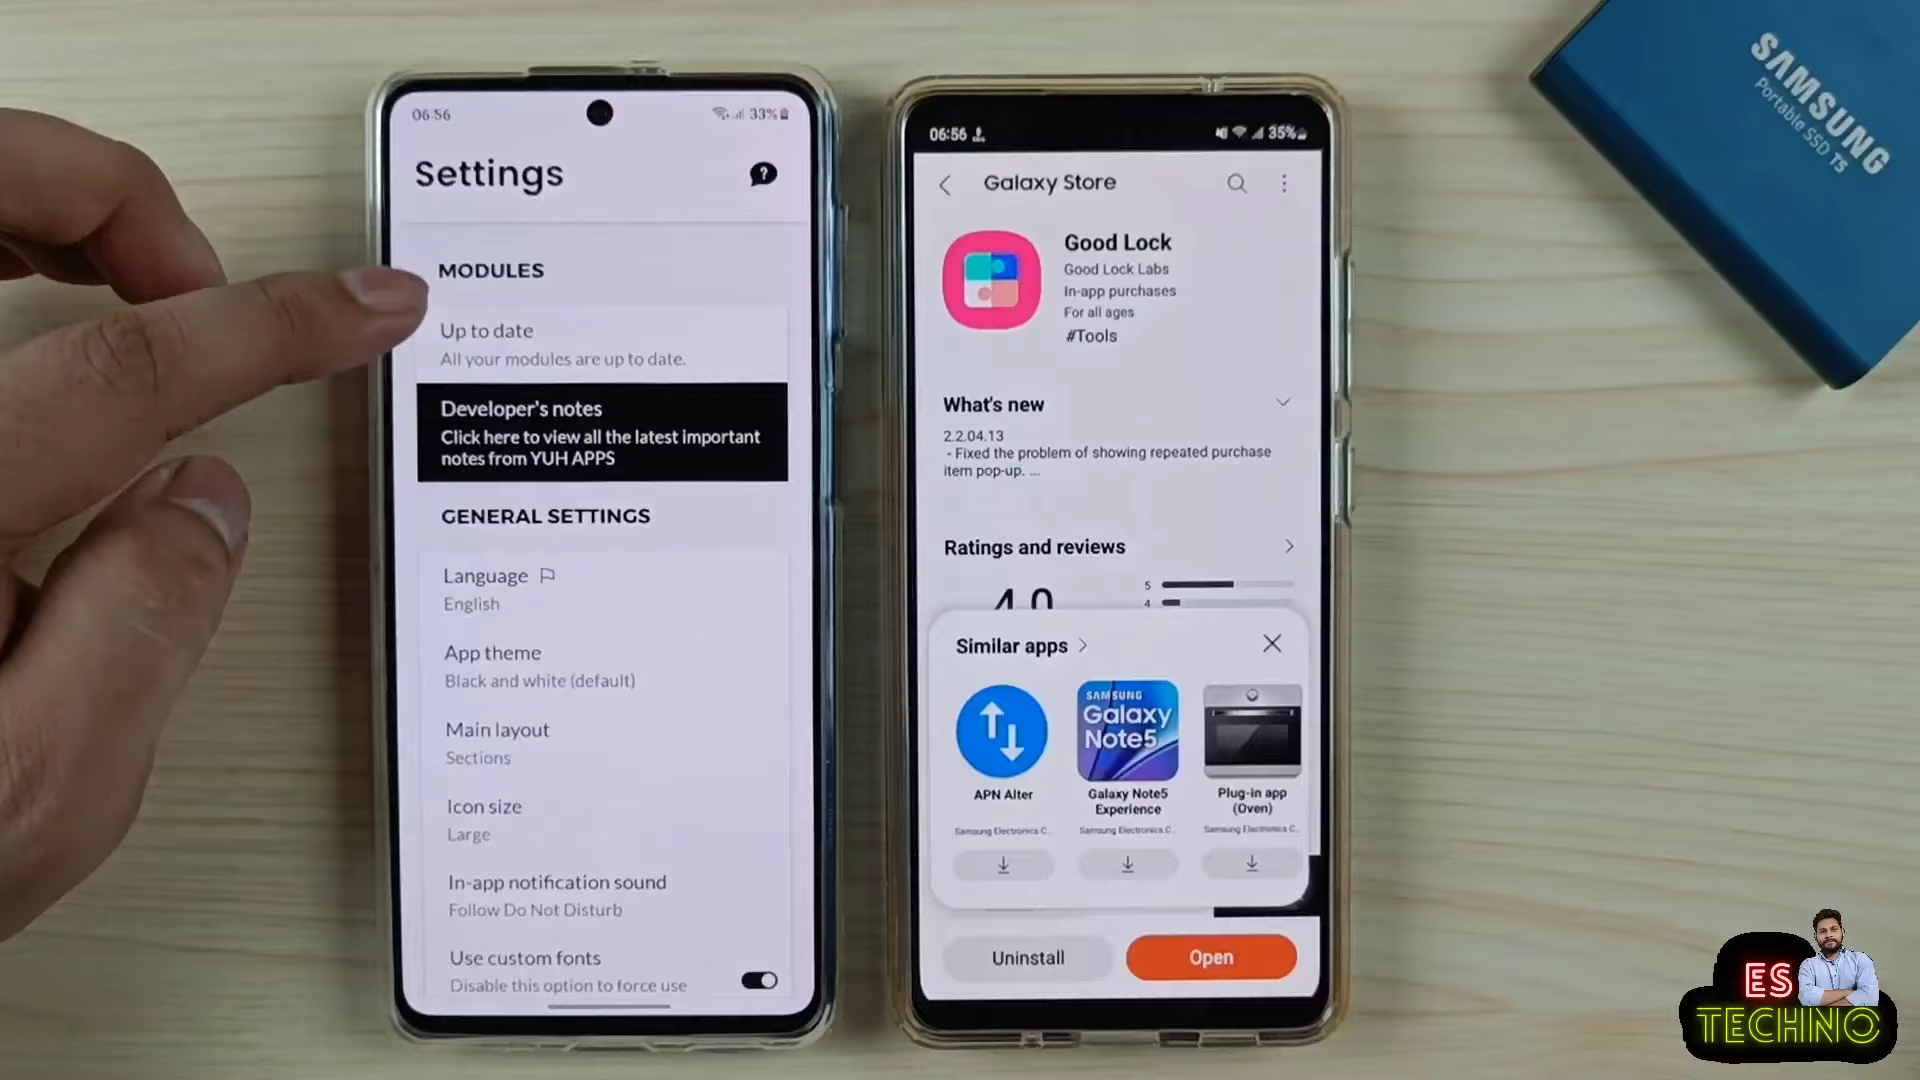 06:56
33%
Settings
MODULES
Up to date
All your modules are up to date.
Developer's notes
Click here to view all the latest important
notes from YUH APPS
GENERAL SETTINGS
Language
English
App theme
Black and white (default)
Main layout
Sections
Icon size
Large
In-app notification sound
Follow Do Not Disturb
Use custom fonts
Disable this option to force use
06:56
35%
Galaxy Store
Good Lock
Good Lock Labs
In-app purchases
For all ages
#Tools
What's new
2.2.04.13
- Fixed the problem of showing repeated purchase
item pop-up. ...
Ratings and reviews
4.0
5
4
Similar apps
SAMSUNG
Galaxy
Note5
APN Alter
Galaxy Note5
Experience
Plug-in app
(Oven)
Samsung Electronics C..
Samsung Electronics C..
Samsung Electronics C..
Uninstall
Open
SAMSUNG
Portable SSD T5
ES
TECHNO